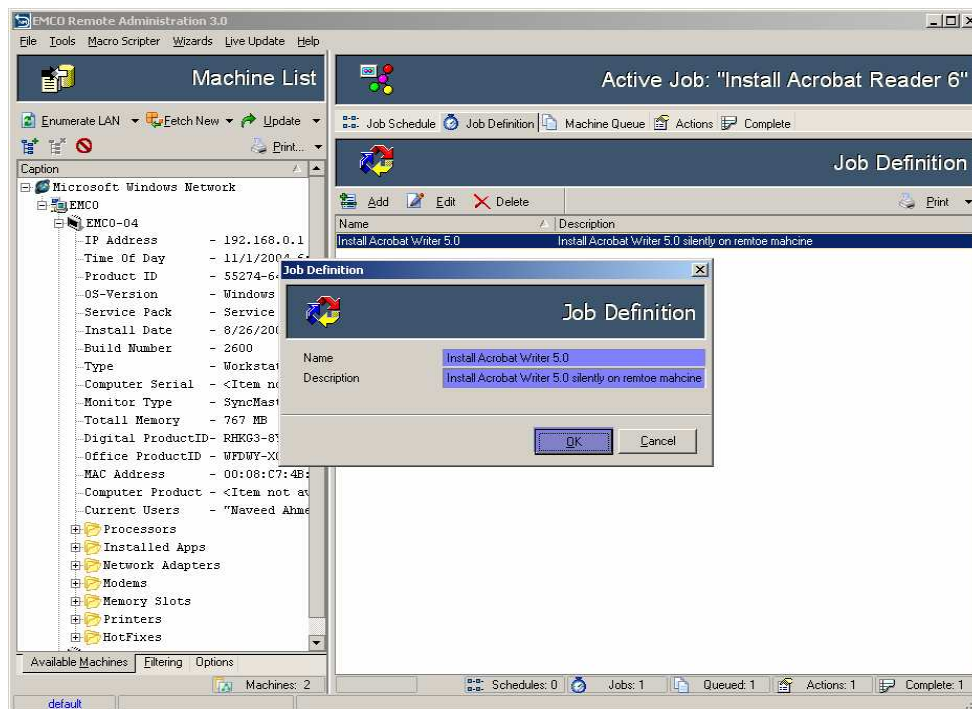 EMCO Remote Administration 3.0
File Tools Macro Scripter Wizards Live Update Help
Machine List
Enumerate LAN Fetch New Update
Print...
Caption
Microsoft Windows Network
EMCO
EMCO-04
IP Address - 192.168.0.1
Time Of Day - 11/1/2004
Product ID - 55274-64
OS-Version - Windows
Service Pack - Service
Install Date - 8/26/200
Build Number - 2600
Type - Workstat
Computer Serial - <Item no
Monitor Type - SyncMast
Totall Memory - 767 MB
Digital ProductID- RHKG3-8
Office ProductID - WFDWY-X
MAC Address - 00:08:C7:4B:
Computer Product - <Item not av
Current Users - "Naveed Ahme
Processors
Installed Apps
Network Adapters
Modems
Memory Slots
Printers
HotFixes
Available Machines Filtering Options
Machines: 2
default
Active Job: "Install Acrobat Reader 6"
Job Schedule Job Definition Machine Queue Actions Complete
Job Definition
Add Edit Delete Print
Name Description
Install Acrobat Writer 5.0 Install Acrobat Writer 5.0 silently on remtoe mahcine
Job Definition
Job Definition
Name Install Acrobat Writer 5.0
Description Install Acrobat Writer 5.0 silently on remtoe mahcine
OK Cancel
Schedules: 0 Jobs: 1 Queued: 1 Actions: 1 Complete: 1